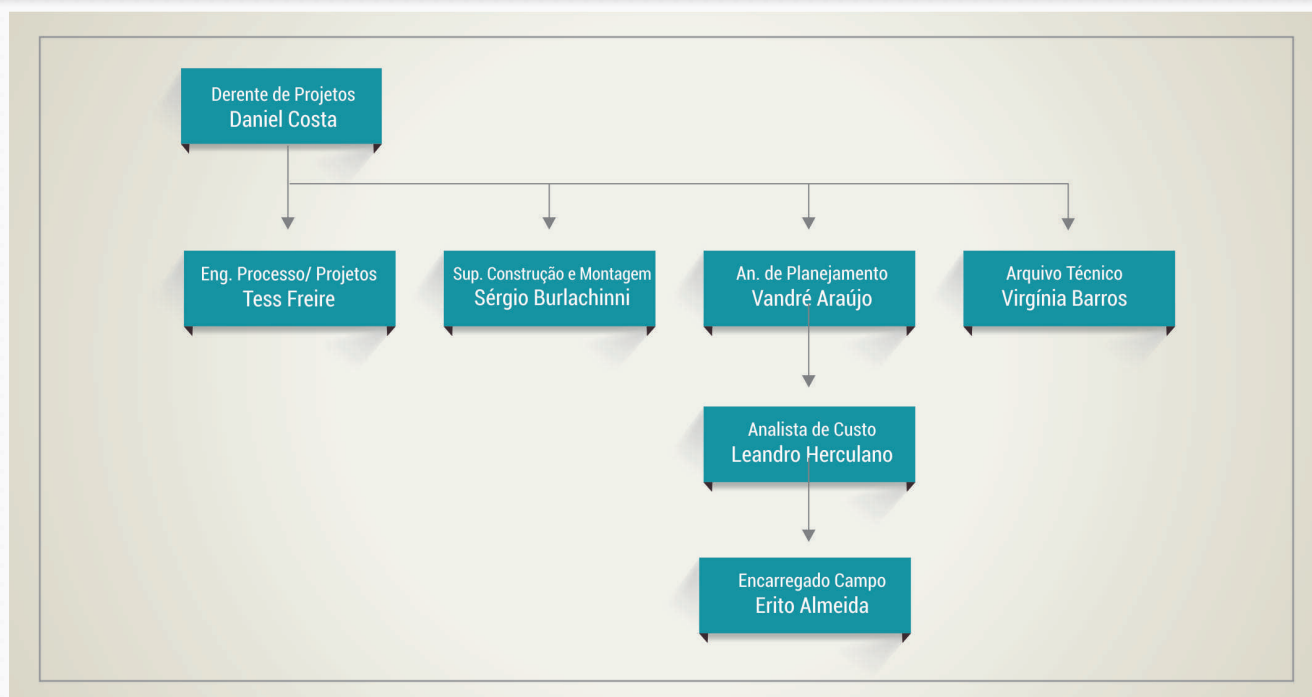 Derente de Projetos
Daniel Costa
Eng. Processo/ Projetos
Tess Freire
Sup. Construção e Montagem
Sérgio Burlachinni
An. de Planejamento
Vandré Araújo
Arquivo Técnico
Virgínia Barros
Analista de Custo
Leandro Herculano
Encarregado Campo
Erito Almeida